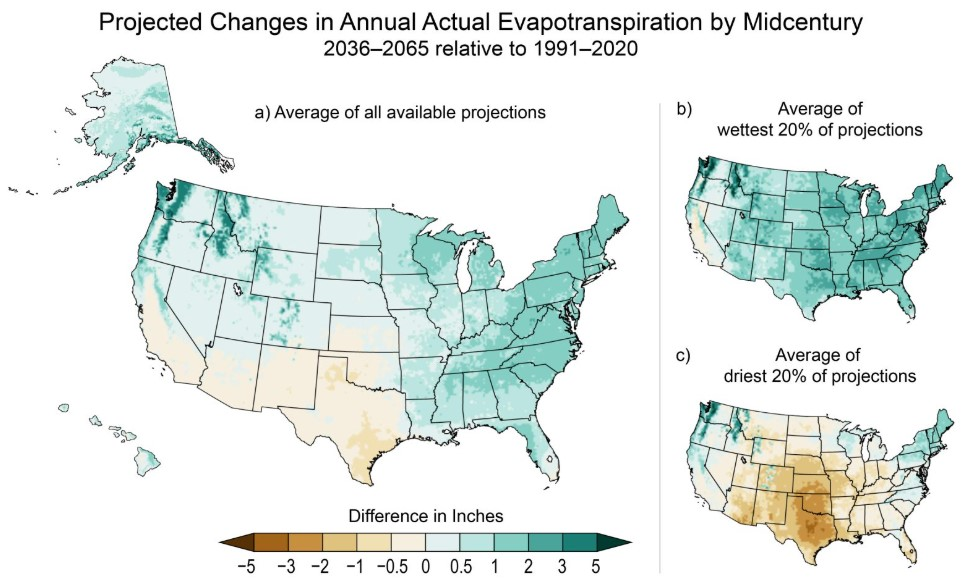 Projected Changes in Annual Actual Evapotranspiration by Midcentury
2036–2065 relative to 1991–2020
a) Average of all available projections
b) Average of
wettest 20% of projections
c) Average of
driest 20% of projections
Difference in Inches
−5 −3 −2 −1 −0.5 0 0.5 1 2 3 5